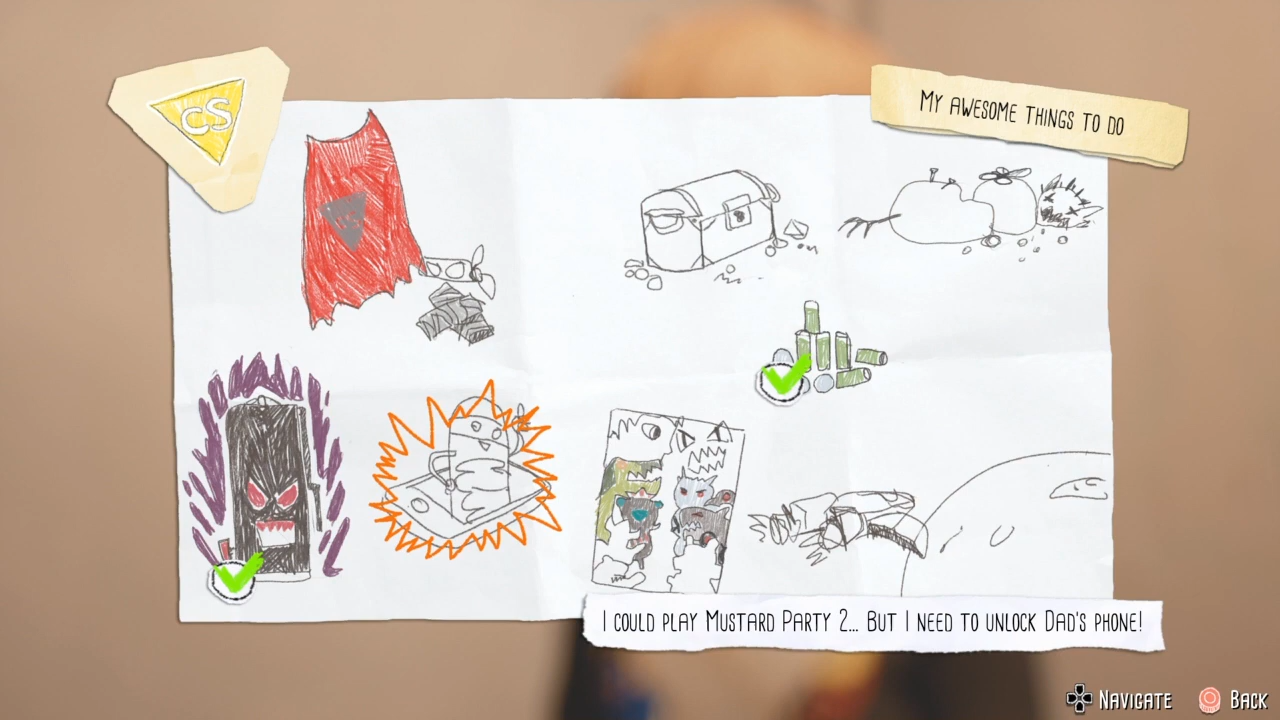 CS
My awesome things to do
I could play Mustard Party 2... But I need to unlock Dad's phone!
Navigate
Back